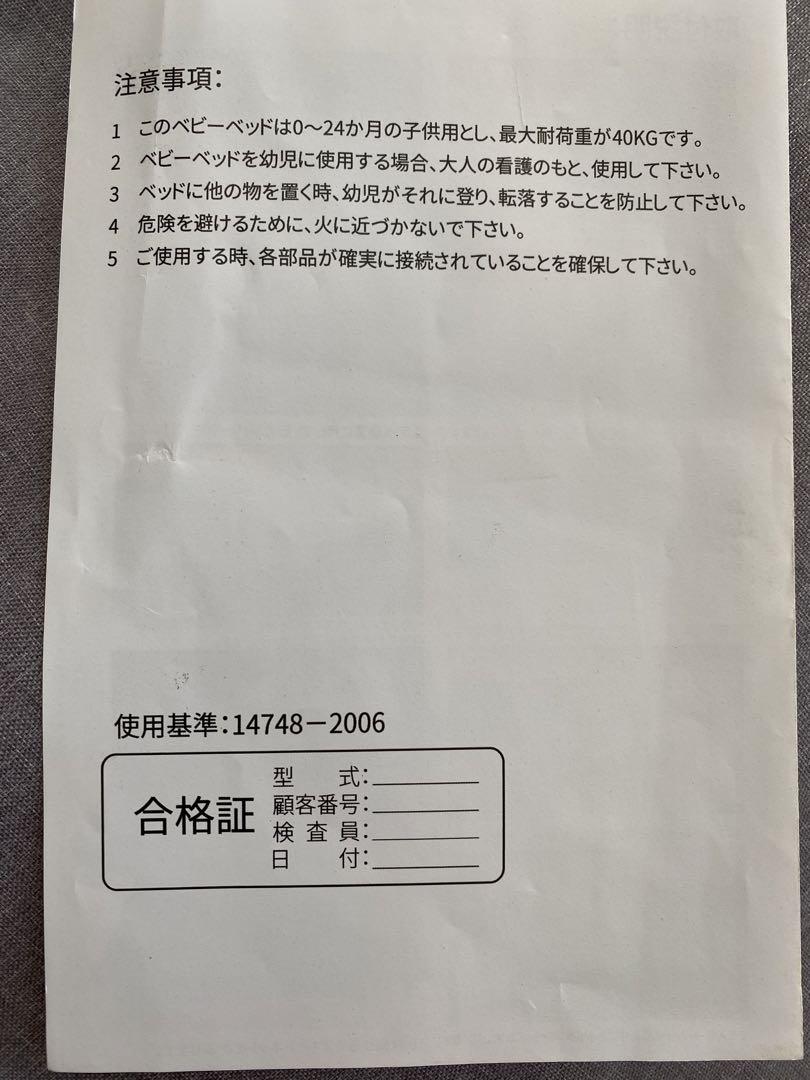 注意事項：
1 このベビーベッドは0〜24か月の子供用とし、最大耐荷重が40KGです。
2 ベビーベッドを幼児に使用する場合、大人の看護のもと、使用して下さい。
3 ベッドに他の物を置く時、幼児がそれに登り、転落することを防止して下さい。
4 危険を避けるために、火に近づかないで下さい。
5 ご使用する時、各部品が確実に接続されていることを確保して下さい。
使用基準：14748－2006
合格証
型 式：
顧客番号：
検査員：
日 付：